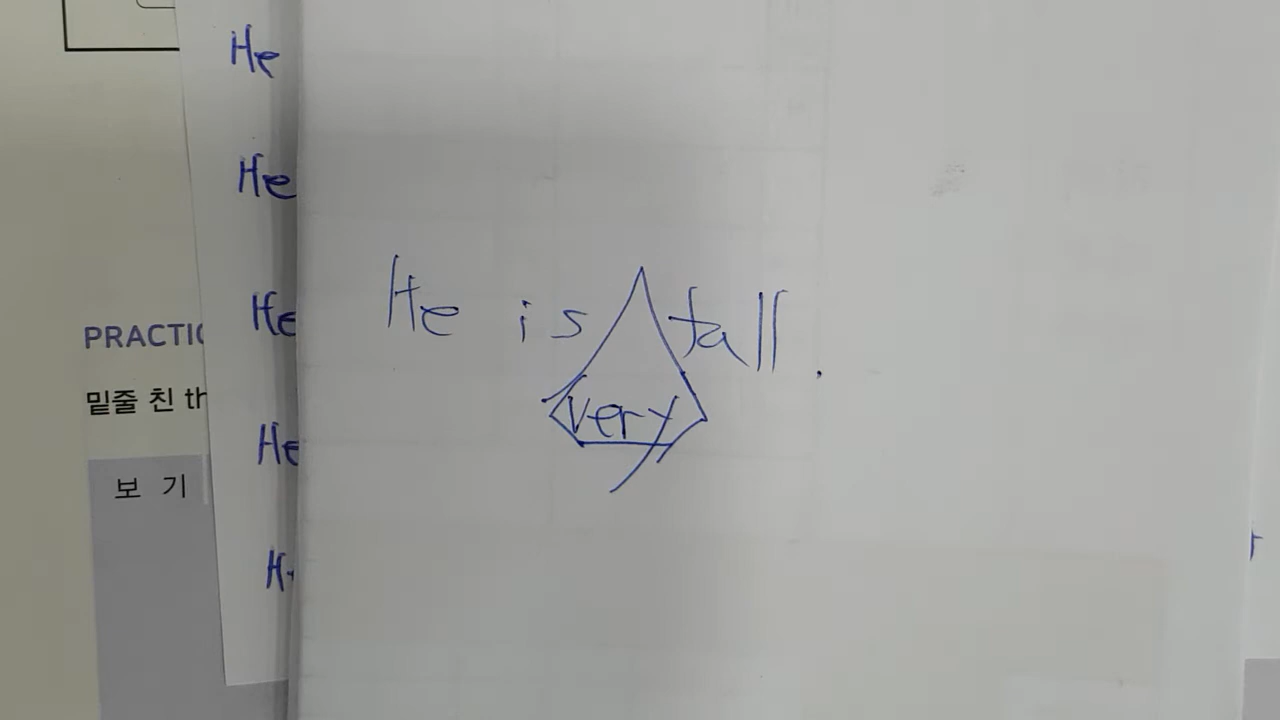 He
He
He is very tall.
He
PRACTIC
밑줄 친 th
He
보 기
H